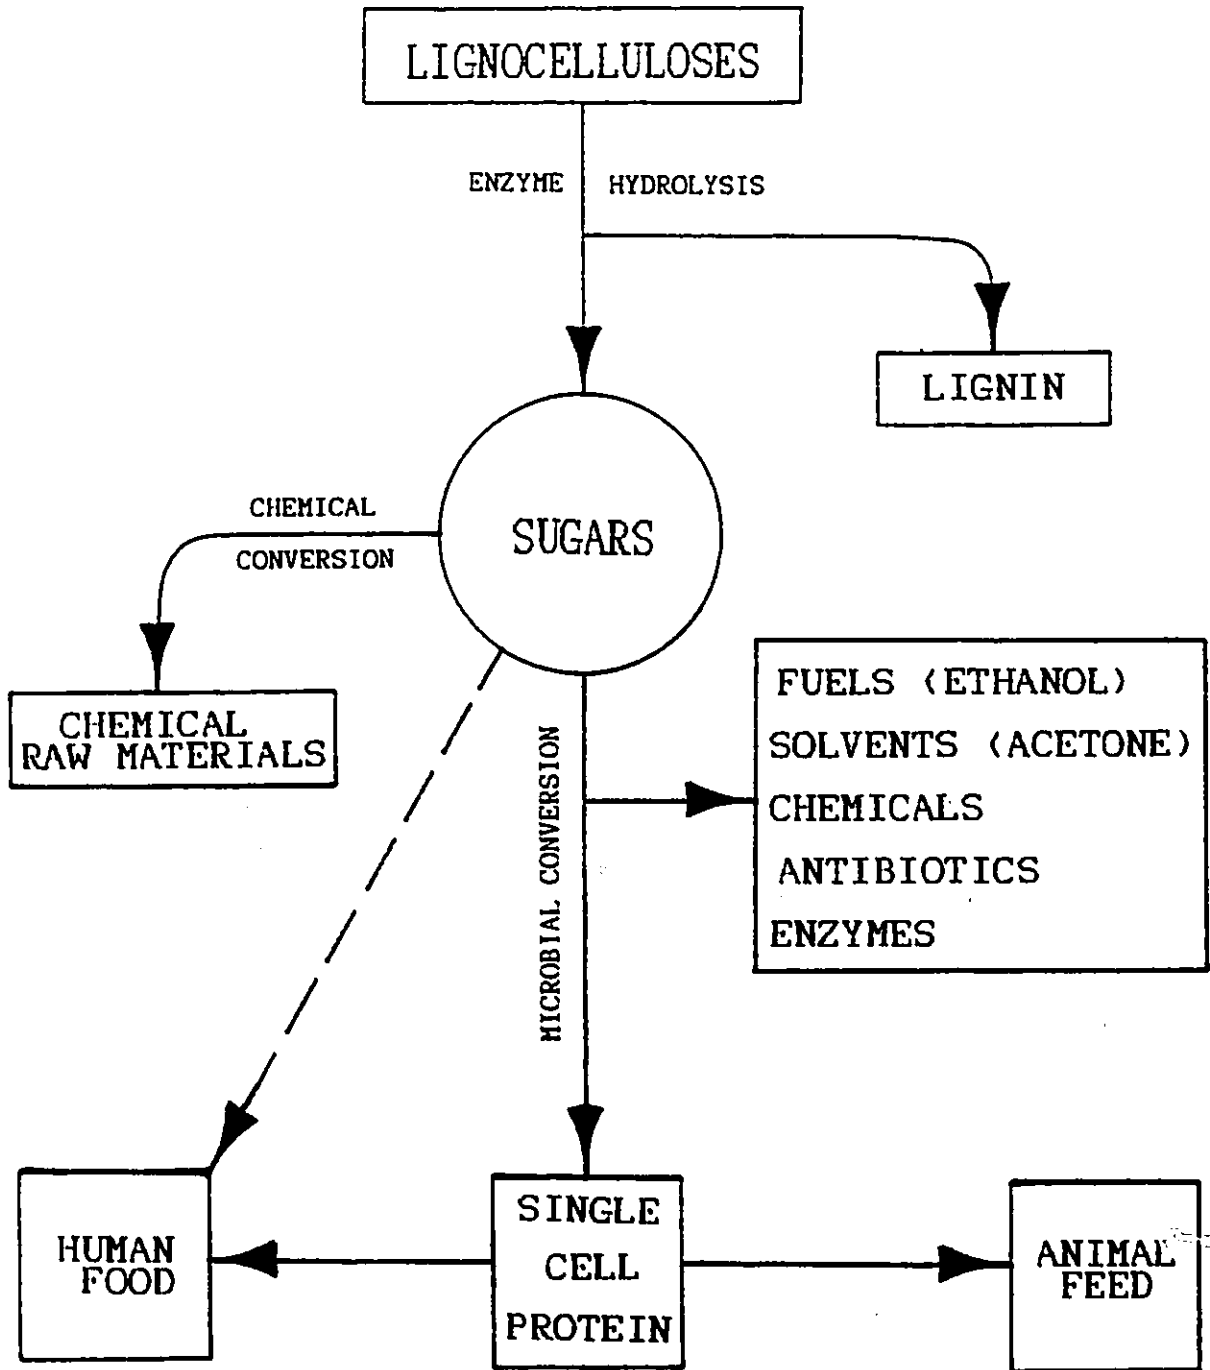 LIGNOCELLULOSES
ENZYME HYDROLYSIS
LIGNIN
SUGARS
CHEMICAL
CONVERSION
CHEMICAL
RAW MATERIALS
MICROBIAL CONVERSION
FUELS (ETHANOL)
SOLVENTS (ACETONE)
CHEMICALS
ANTIBIOTICS
ENZYMES
HUMAN
FOOD
SINGLE
CELL
PROTEIN
ANIMAL
FEED